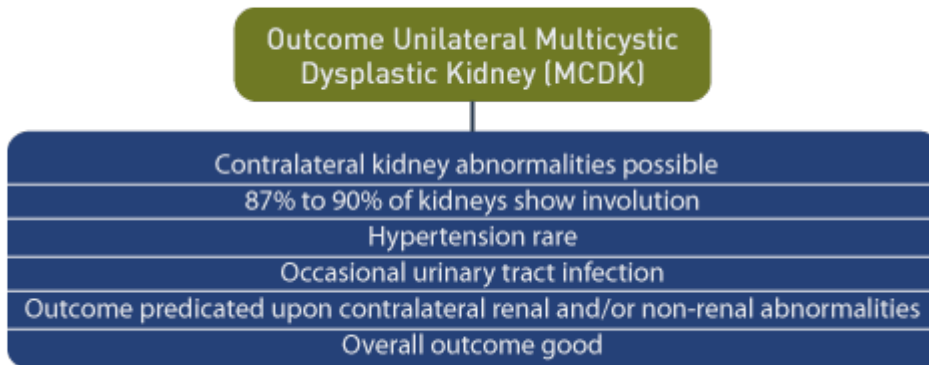 Outcome Unilateral Multicystic
Dysplastic Kidney (MCDK)
Contralateral kidney abnormalities possible
87% to 90% of kidneys show involution
Hypertension rare
Occasional urinary tract infection
Outcome predicated upon contralateral renal and/or non-renal abnormalities
Overall outcome good